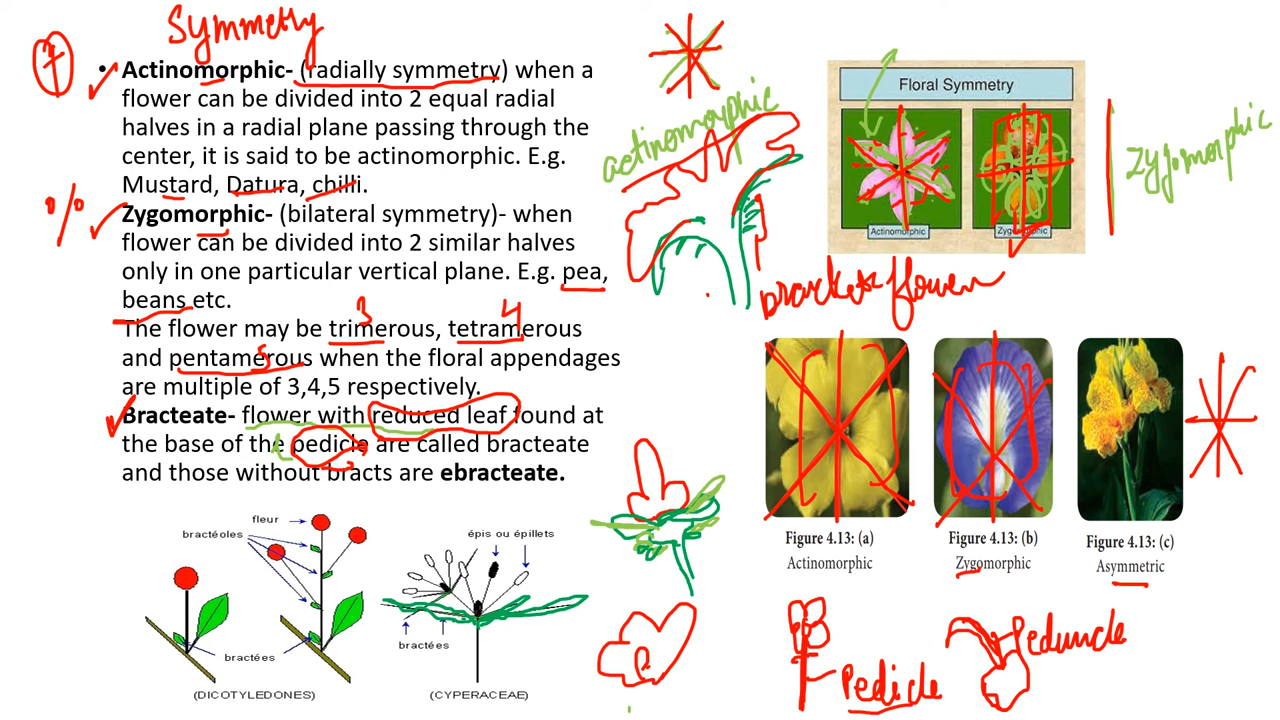 Symmetry
• Actinomorphic- (radially symmetry) when a
flower can be divided into 2 equal radial
halves in a radial plane passing through the
center, it is said to be actinomorphic. E.g.
Mustard, Datura, chilli.
%
Zygomorphic- (bilateral symmetry)- when
flower can be divided into 2 similar halves
only in one particular vertical plane. E.g. pea,
beans etc.
3 4
The flower may be trimerous, tetramerous
5
and pentamerous when the floral appendages
are multiple of 3,4,5 respectively.
Bracteate- flower with reduced leaf found at
the base of the pedicle are called bracteate
and those without bracts are ebracteate.
fleur
bractéoles
bractées
(DICOTYLEDONES)
épis ou épillets
bractées
(CYPERACEAE)
actinomorphic
Floral Symmetry
Actinomorphic
Zygomorphic
Zygomorphic
flower
Figure 4.13: (a)
Actinomorphic
Figure 4.13: (b)
Zygomorphic
Figure 4.13: (c)
Asymmetric
Pedicle
Peduncle